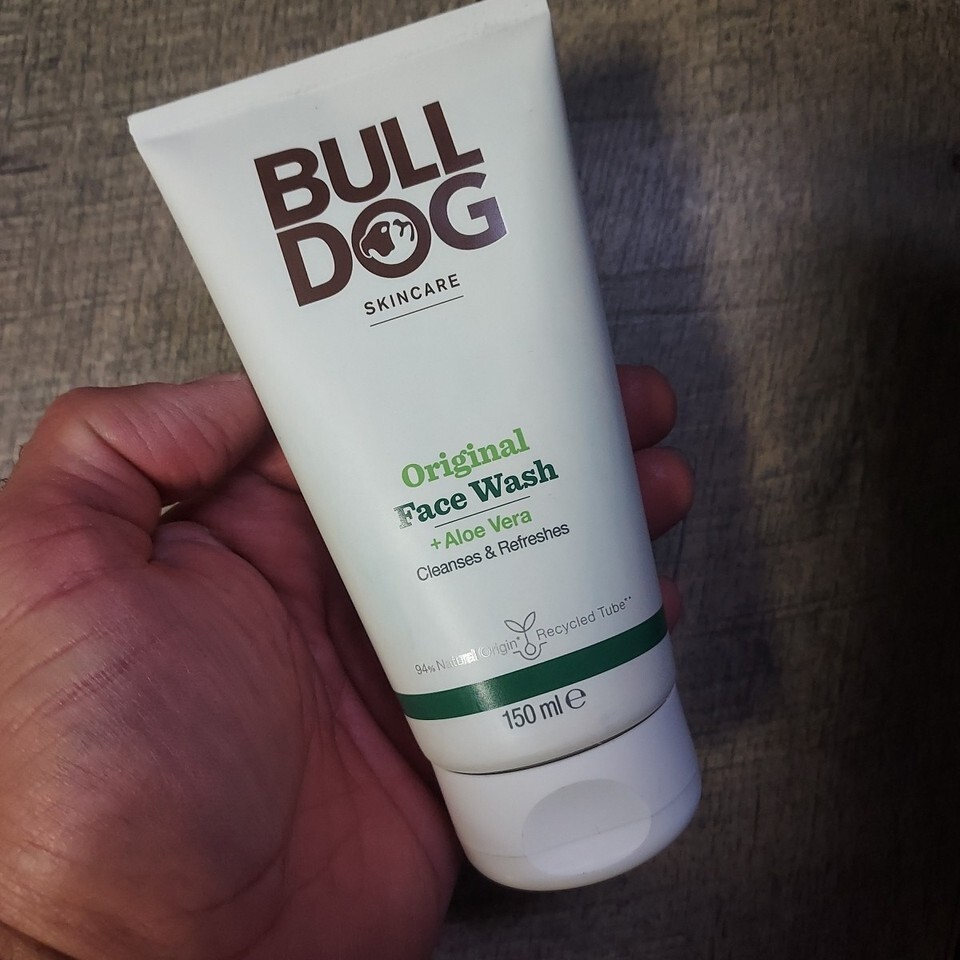 BULL
DOG
SKINCARE
Original
Face Wash
+Aloe Vera
Cleanses & Refreshes
94% Natural Origin* Recycled Tube**
150 ml ℮